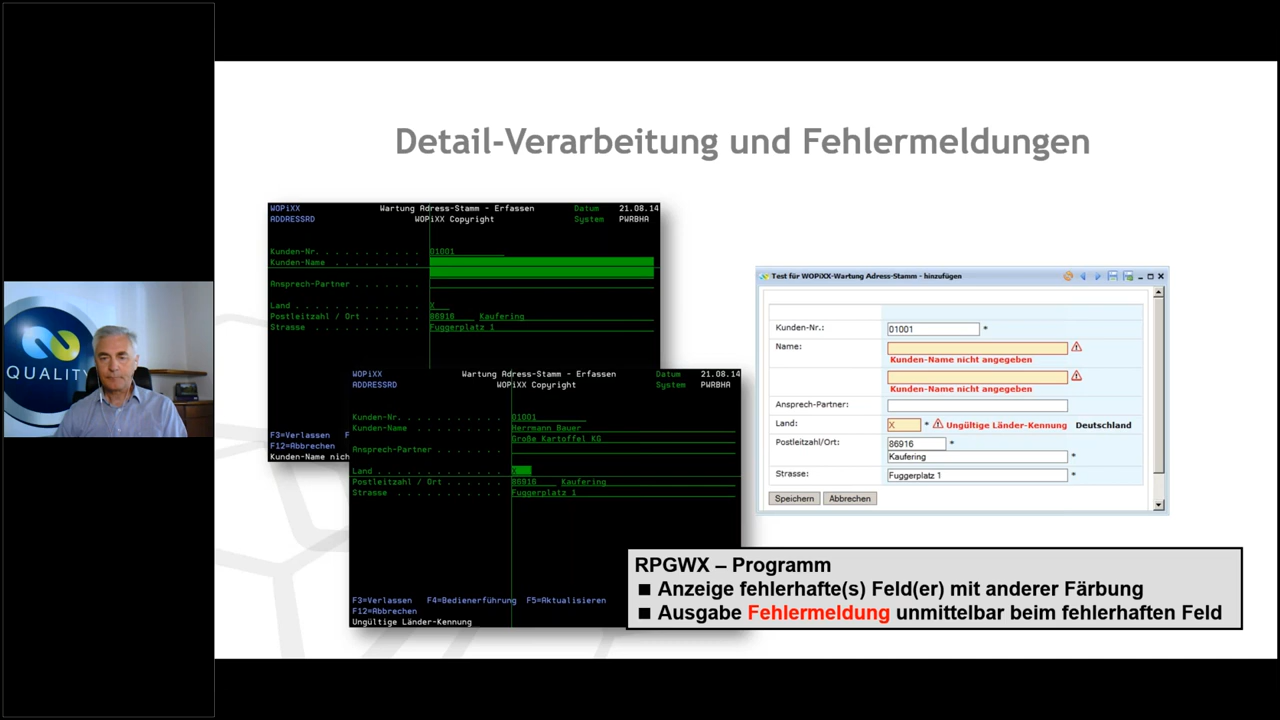 Detail-Verarbeitung und Fehlermeldungen
WOPiXX Wartung Adress-Stamm - Erfassen Datum 21.08.14
ADDRESSRD WOPiXX Copyright System PWRBHA
Kunden-Nr. . . . . . . . . . . 01001
Kunden-Name . . . . . . . . .
Ansprech-Partner . . . . . . .
Land . . . . . . . . . . . . . X
Postleitzahl / Ort . . . . . . 86916 Kaufering
Strasse . . . . . . . . . . . Fuggerplatz 1
F3=Verlassen F
F12=Abbrechen
Kunden-Name nich
WOPiXX Wartung Adress-Stamm - Erfassen Datum 21.08.14
ADDRESSRD WOPiXX Copyright System PWRBHA
Kunden-Nr. . . . . . . . . . . 01001
Kunden-Name . . . . . . . . . Herrmann Bauer
Große Kartoffel KG
Ansprech-Partner . . . . . . .
Land . . . . . . . . . . . . .
Postleitzahl / Ort . . . . . . 86916 Kaufering
Strasse . . . . . . . . . . . Fuggerplatz 1
F3=Verlassen F4=Bedienerführung F5=Aktualisieren
F12=Abbrechen
Ungültige Länder-Kennung
Test für WOPiXX-Wartung Adress-Stamm - hinzufügen
Kunden-Nr.: 01001 *
Name:
Kunden-Name nicht angegeben
Kunden-Name nicht angegeben
Ansprech-Partner:
Land: X * Ungültige Länder-Kennung Deutschland
Postleitzahl/Ort: 86916 *
Kaufering *
Strasse: Fuggerplatz 1 *
Speichern Abbrechen
RPGWX – Programm
■ Anzeige fehlerhafte(s) Feld(er) mit anderer Färbung
■ Ausgabe Fehlermeldung unmittelbar beim fehlerhaften Feld
QUALITY